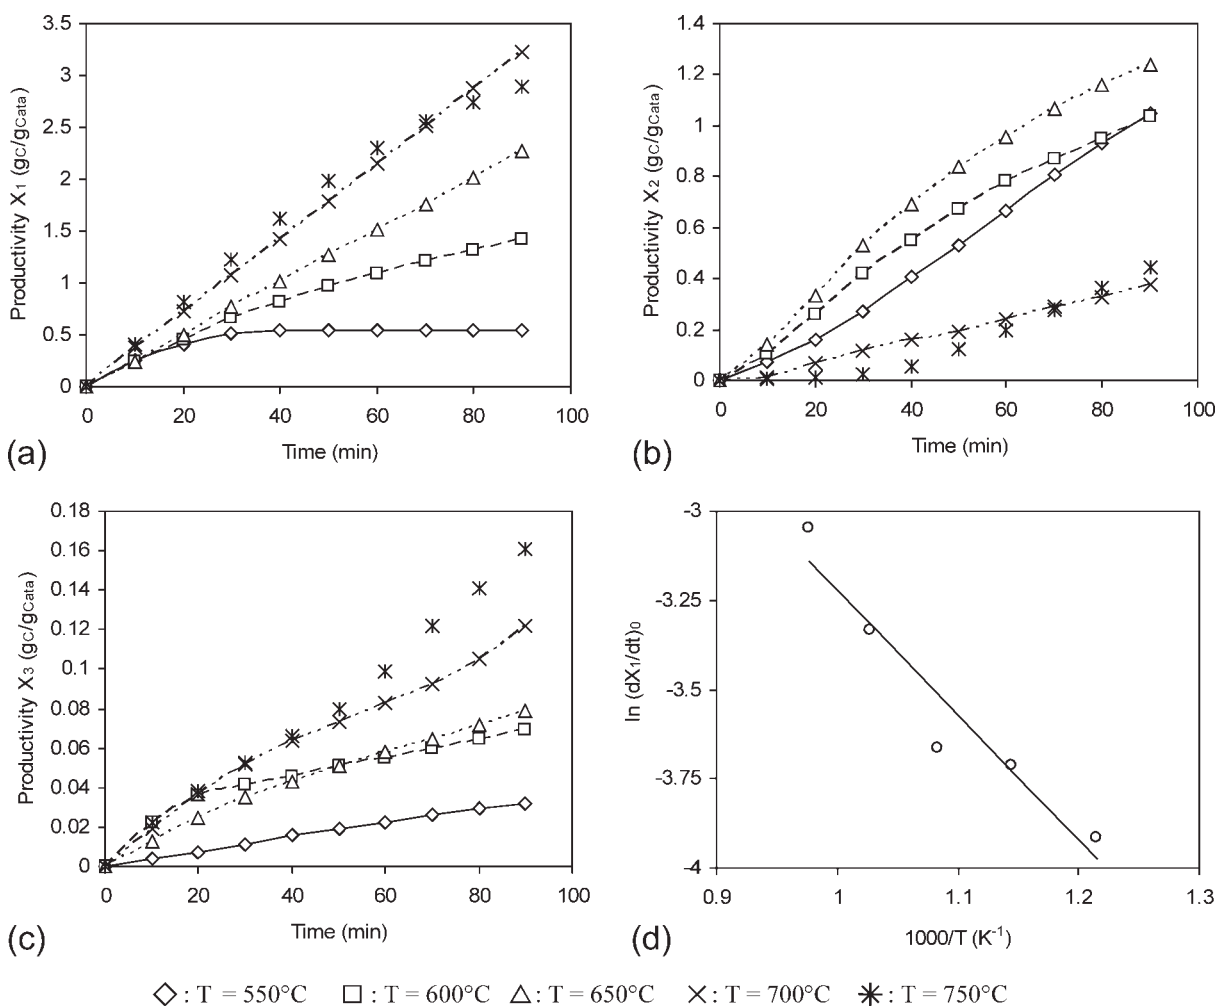 3.5
3
2.5
2
1.5
1
0.5
0
Productivity X1 (gC/gCata)
0 20 40 60 80 100
Time (min)
(a)
1.4
1.2
1
0.8
0.6
0.4
0.2
0
Productivity X2 (gC/gCata)
0 20 40 60 80 100
Time (min)
(b)
0.18
0.16
0.14
0.12
0.1
0.08
0.06
0.04
0.02
0
Productivity X3 (gC/gCata)
0 20 40 60 80 100
Time (min)
(c)
-3
-3.25
-3.5
-3.75
-4
ln (dX1/dt)0
0.9 1 1.1 1.2 1.3
1000/T (K-1)
(d)
: T = 550°C : T = 600°C : T = 650°C : T = 700°C : T = 750°C